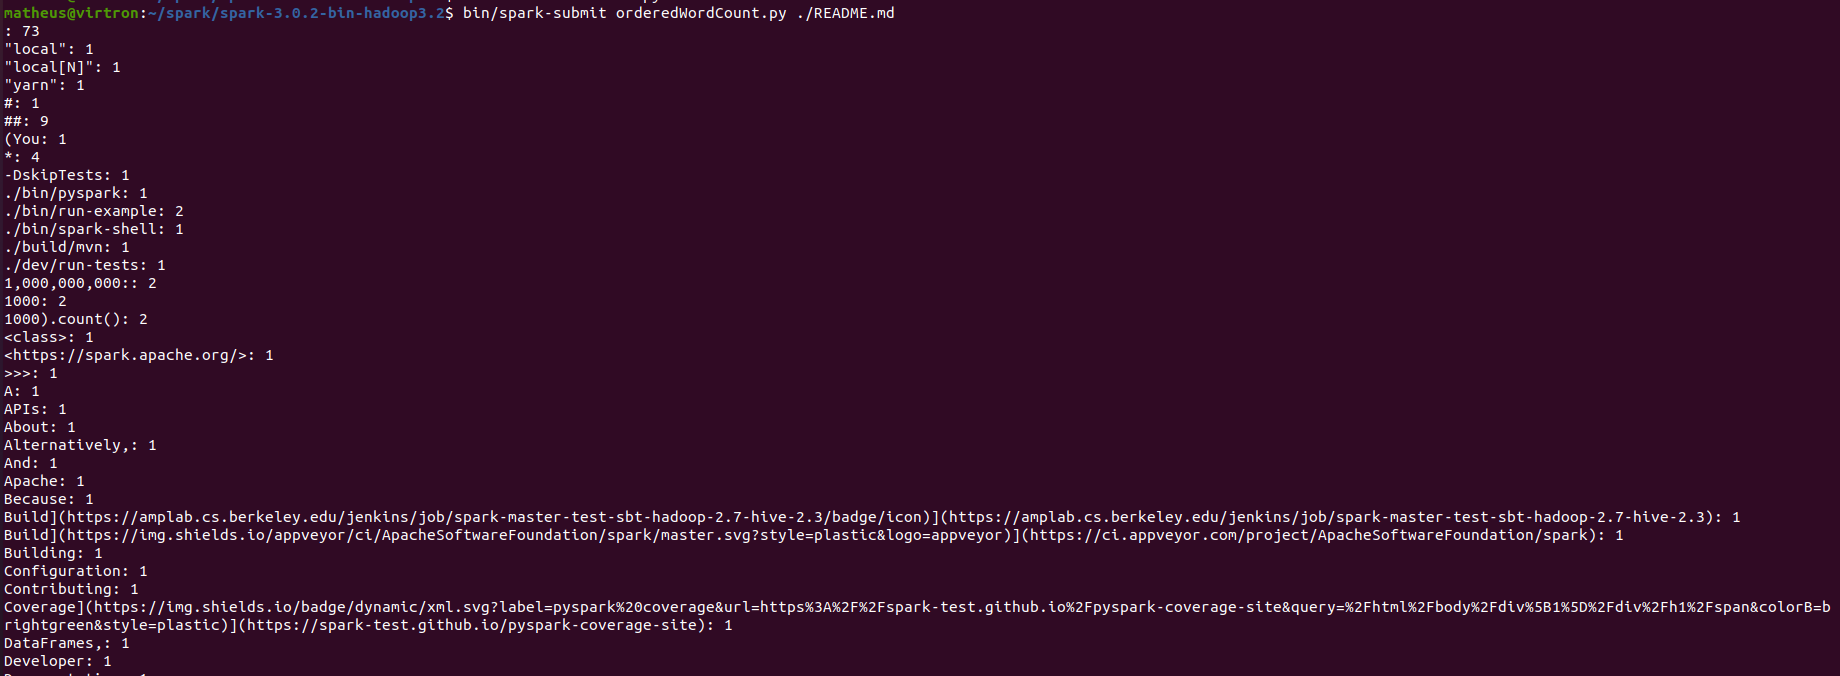 matheus@virtron:~/spark/spark-3.0.2-bin-hadoop3.2$ bin/spark-submit orderedWordCount.py ./README.md
: 73
"local": 1
"local[N]": 1
"yarn": 1
#: 1
##: 9
(You: 1
*: 4
-DskipTests: 1
./bin/pyspark: 1
./bin/run-example: 2
./bin/spark-shell: 1
./build/mvn: 1
./dev/run-tests: 1
1,000,000,000:: 2
1000: 2
1000).count(): 2
<class>: 1
<https://spark.apache.org/>: 1
>>>: 1
A: 1
APIs: 1
About: 1
Alternatively,: 1
And: 1
Apache: 1
Because: 1
Build](https://amplab.cs.berkeley.edu/jenkins/job/spark-master-test-sbt-hadoop-2.7-hive-2.3/badge/icon)](https://amplab.cs.berkeley.edu/jenkins/job/spark-master-test-sbt-hadoop-2.7-hive-2.3): 1
Build](https://img.shields.io/appveyor/ci/ApacheSoftwareFoundation/spark/master.svg?style=plastic&logo=appveyor)](https://ci.appveyor.com/project/ApacheSoftwareFoundation/spark): 1
Building: 1
Configuration: 1
Contributing: 1
Coverage](https://img.shields.io/badge/dynamic/xml.svg?label=pyspark%20coverage&url=https%3A%2F%2Fspark-test.github.io%2Fpyspark-coverage-site&query=%2Fhtml%2Fbody%2Fdiv%5B1%5D%2Fdiv%2Fh1%2Fspan&colorB=b
rightgreen&style=plastic)](https://spark-test.github.io/pyspark-coverage-site): 1
DataFrames,: 1
Developer: 1